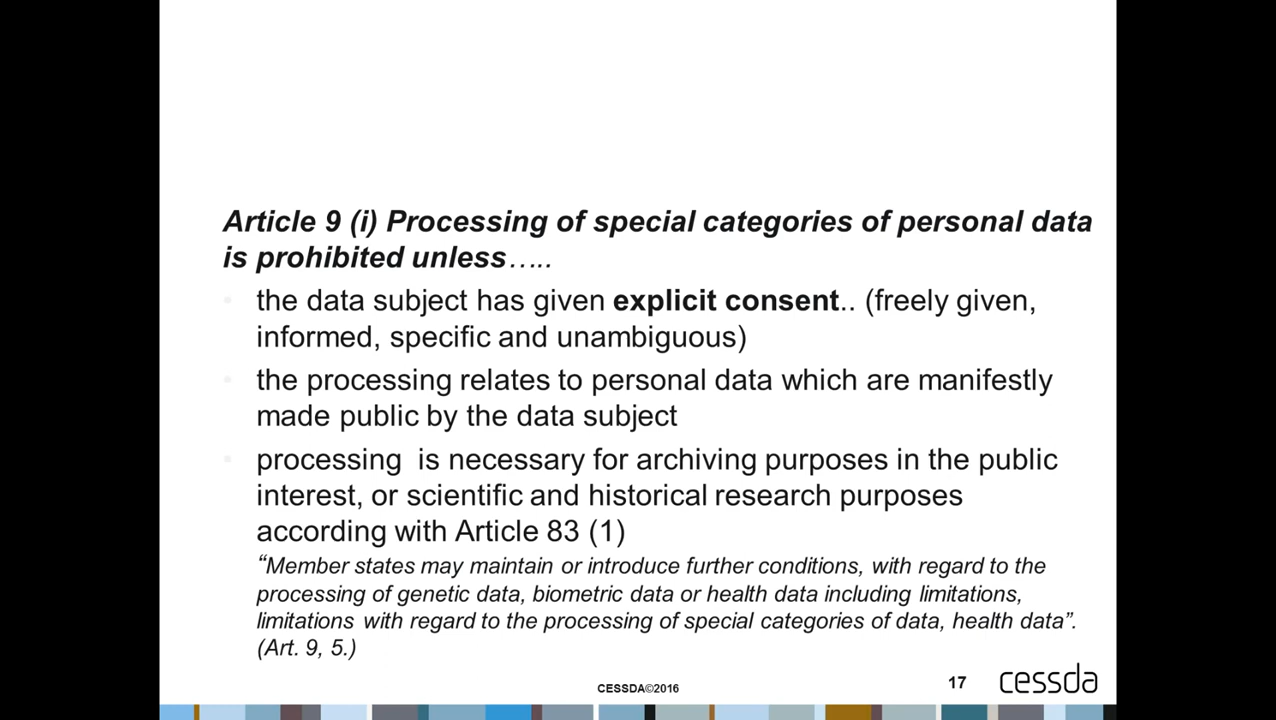 Article 9 (i) Processing of special categories of personal data
is prohibited unless…..
the data subject has given explicit consent.. (freely given,
informed, specific and unambiguous)
the processing relates to personal data which are manifestly
made public by the data subject
processing  is necessary for archiving purposes in the public
interest, or scientific and historical research purposes
according with Article 83 (1)
“Member states may maintain or introduce further conditions, with regard to the
processing of genetic data, biometric data or health data including limitations,
limitations with regard to the processing of special categories of data, health data”.
(Art. 9, 5.)
CESSDA©2016
17
cessda